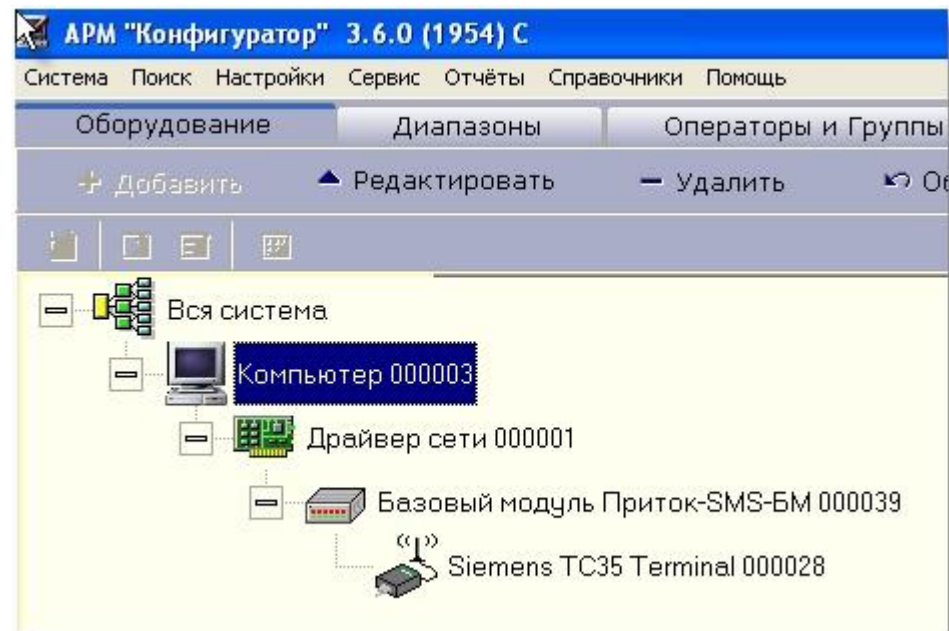 АРМ "Конфигуратор" 3.6.0 (1954) С
Система Поиск Настройки Сервис Отчёты Справочники Помощь
Оборудование Диапазоны Операторы и Группы
Добавить Редактировать Удалить
Вся система
Компьютер 000003
Драйвер сети 000001
Базовый модуль Приток-SMS-БМ 000039
Siemens TC35 Terminal 000028